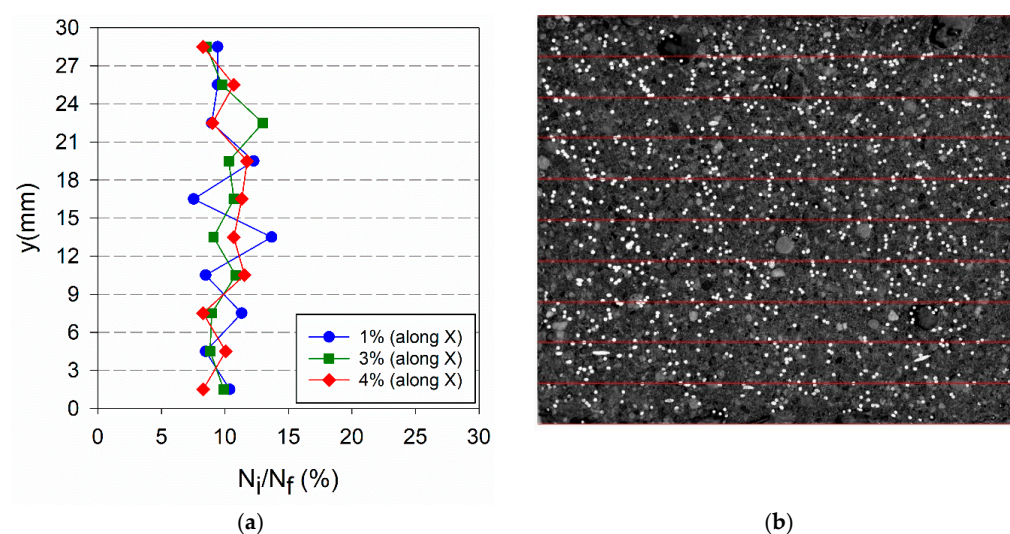 30
27
24
21
18
15
12
9
6
3
0
y(mm)
1% (along X)
3% (along X)
4% (along X)
0 5 10 15 20 25 30
Ni/Nf (%)
(a) (b)